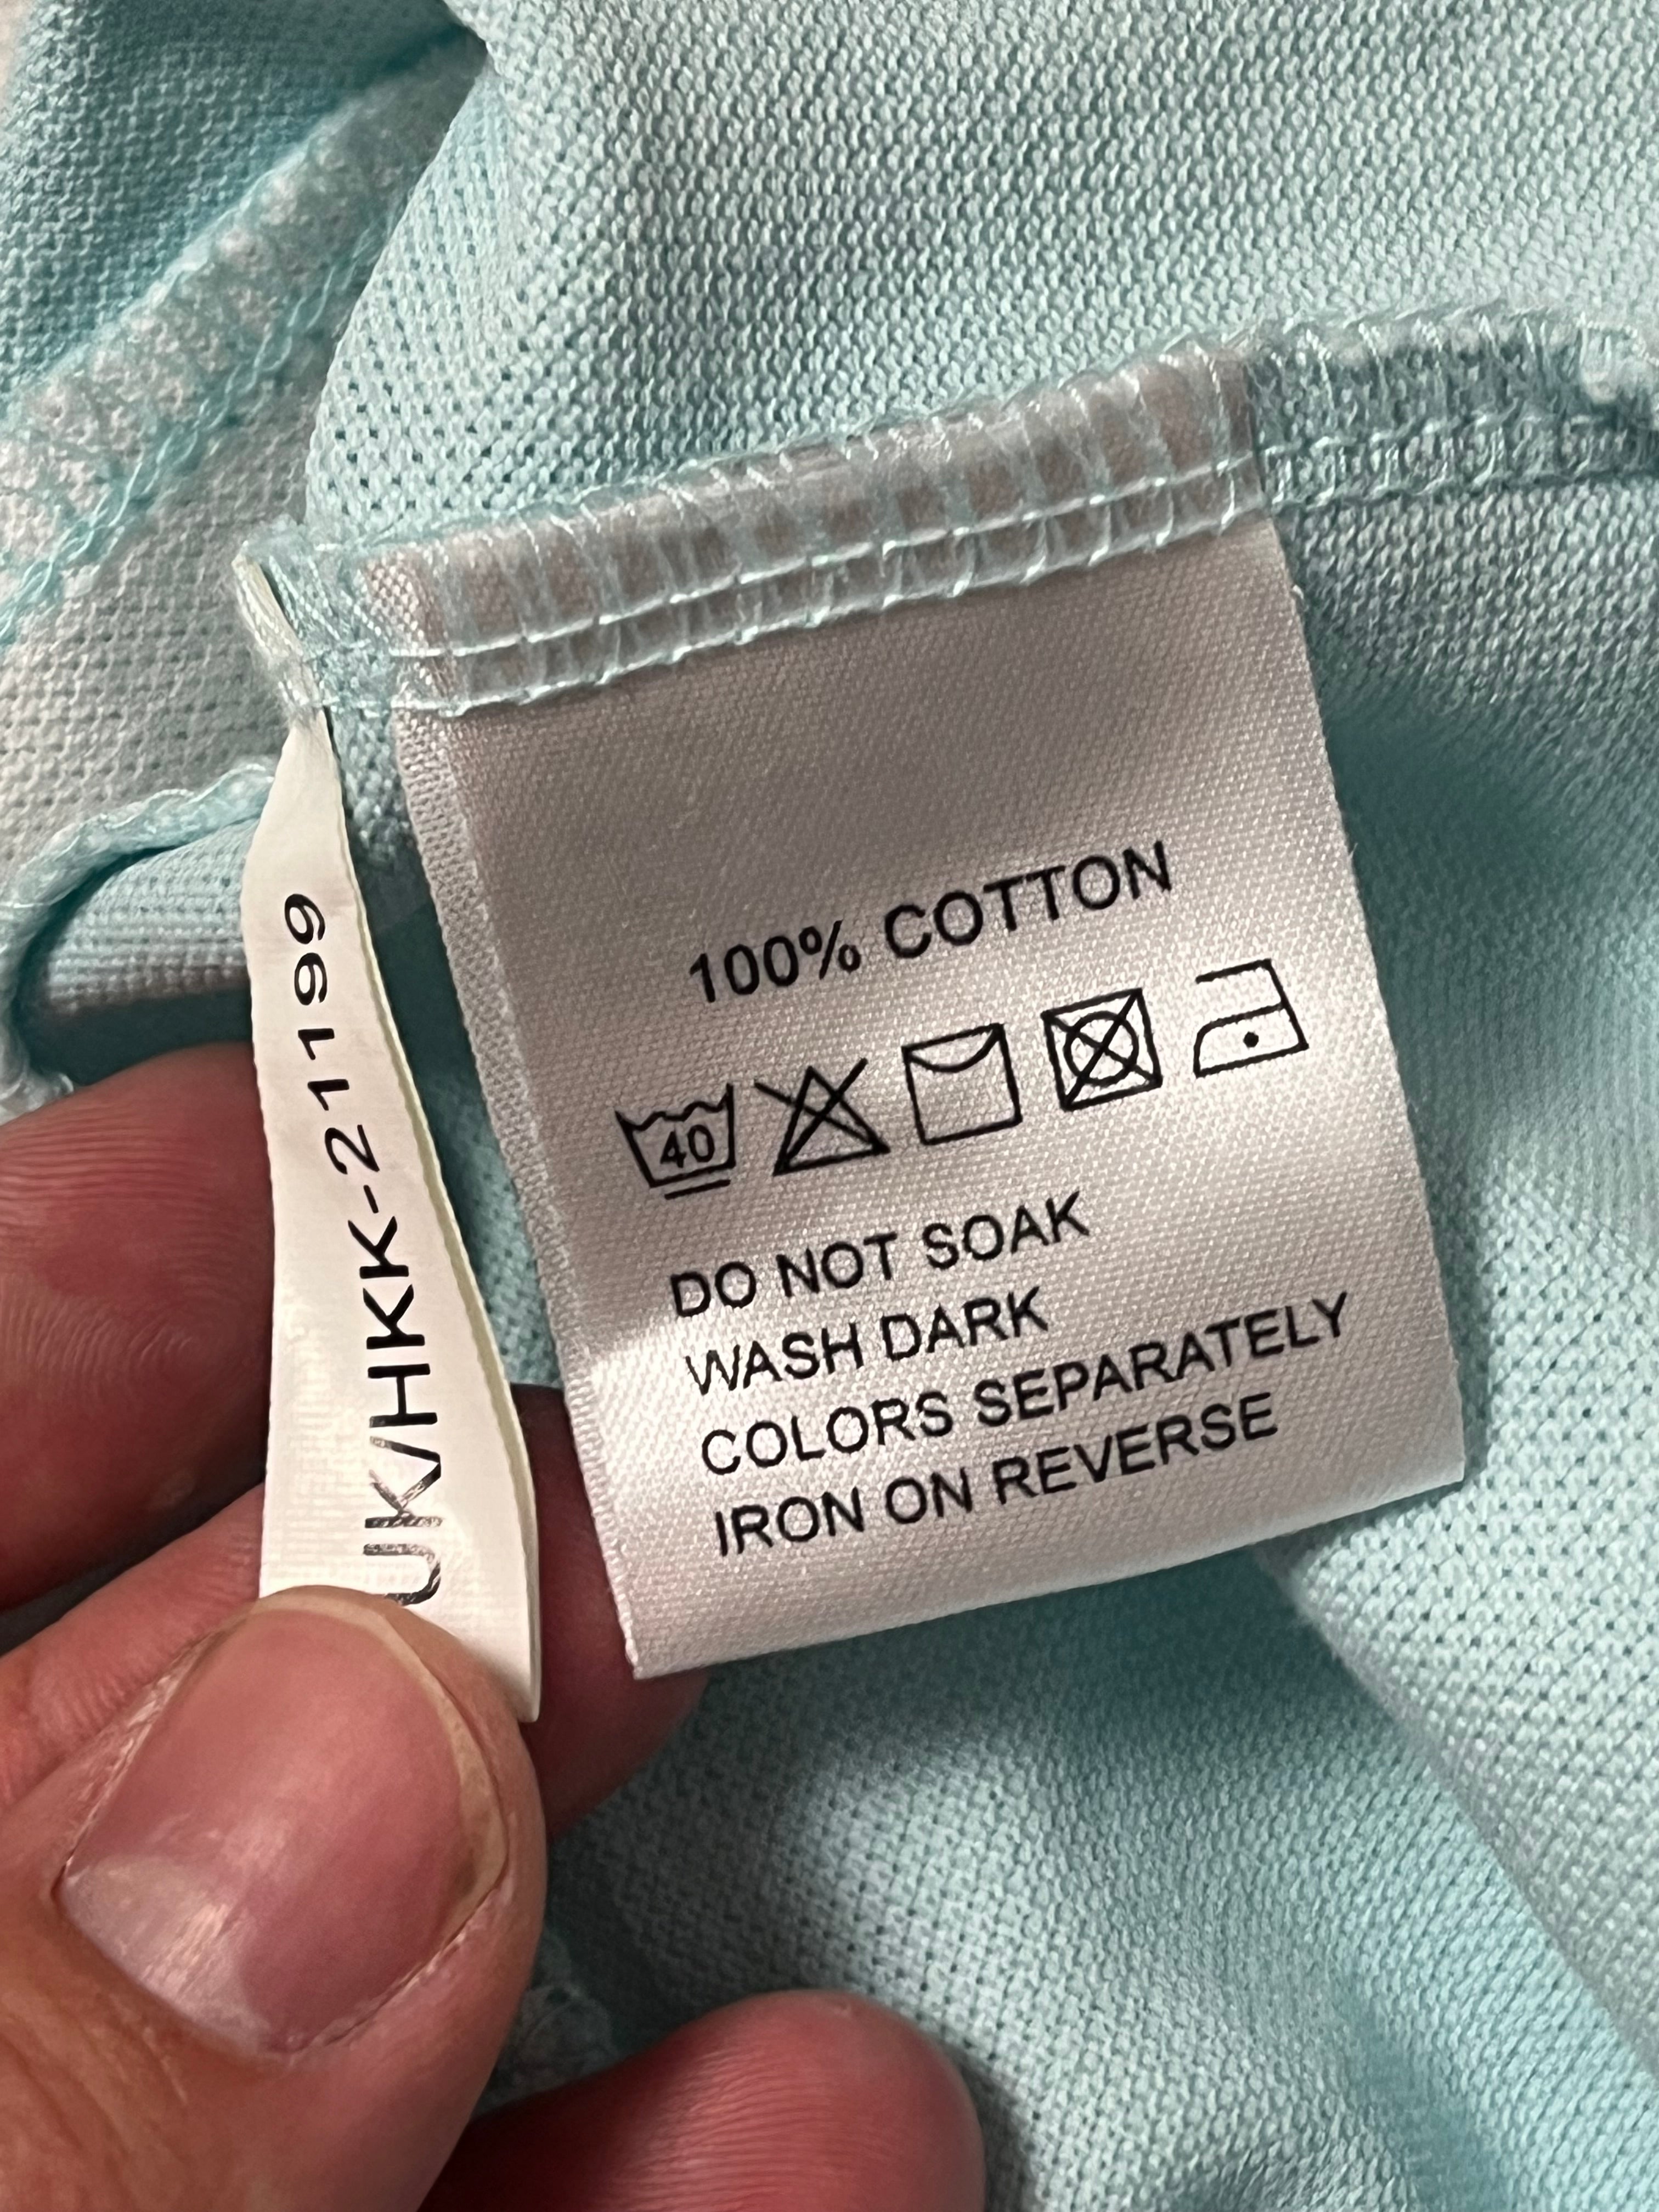 UK/HKK-21199
100% COTTON
40
DO NOT SOAK
WASH DARK
COLORS SEPARATELY
IRON ON REVERSE